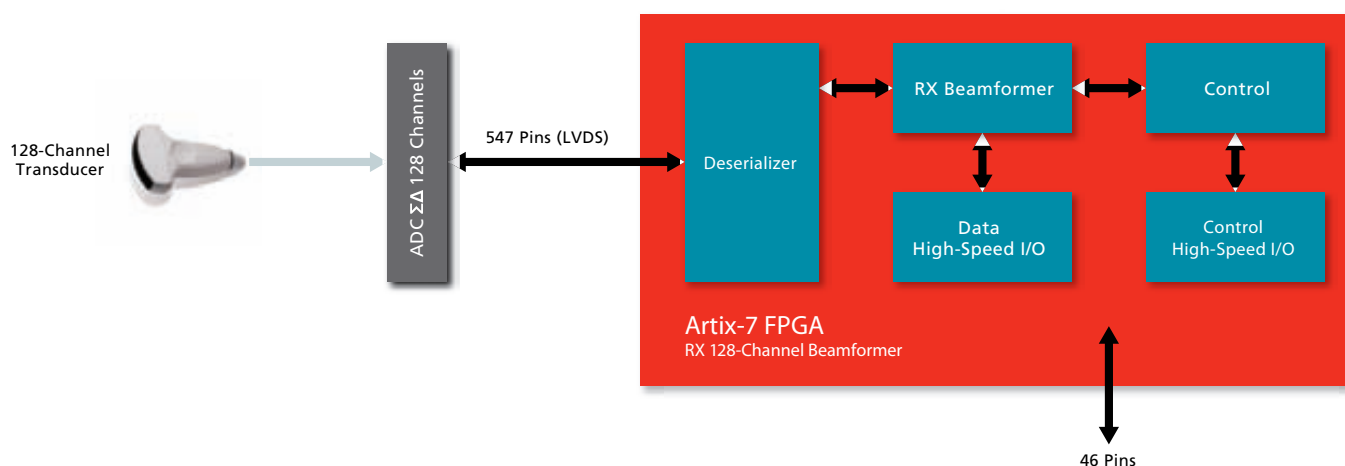 128-Channel
Transducer
ADC ΣΔ 128 Channels
547 Pins (LVDS)
Deserializer
RX Beamformer
Control
Data
High-Speed I/O
Control
High-Speed I/O
Artix-7 FPGA
RX 128-Channel Beamformer
46 Pins